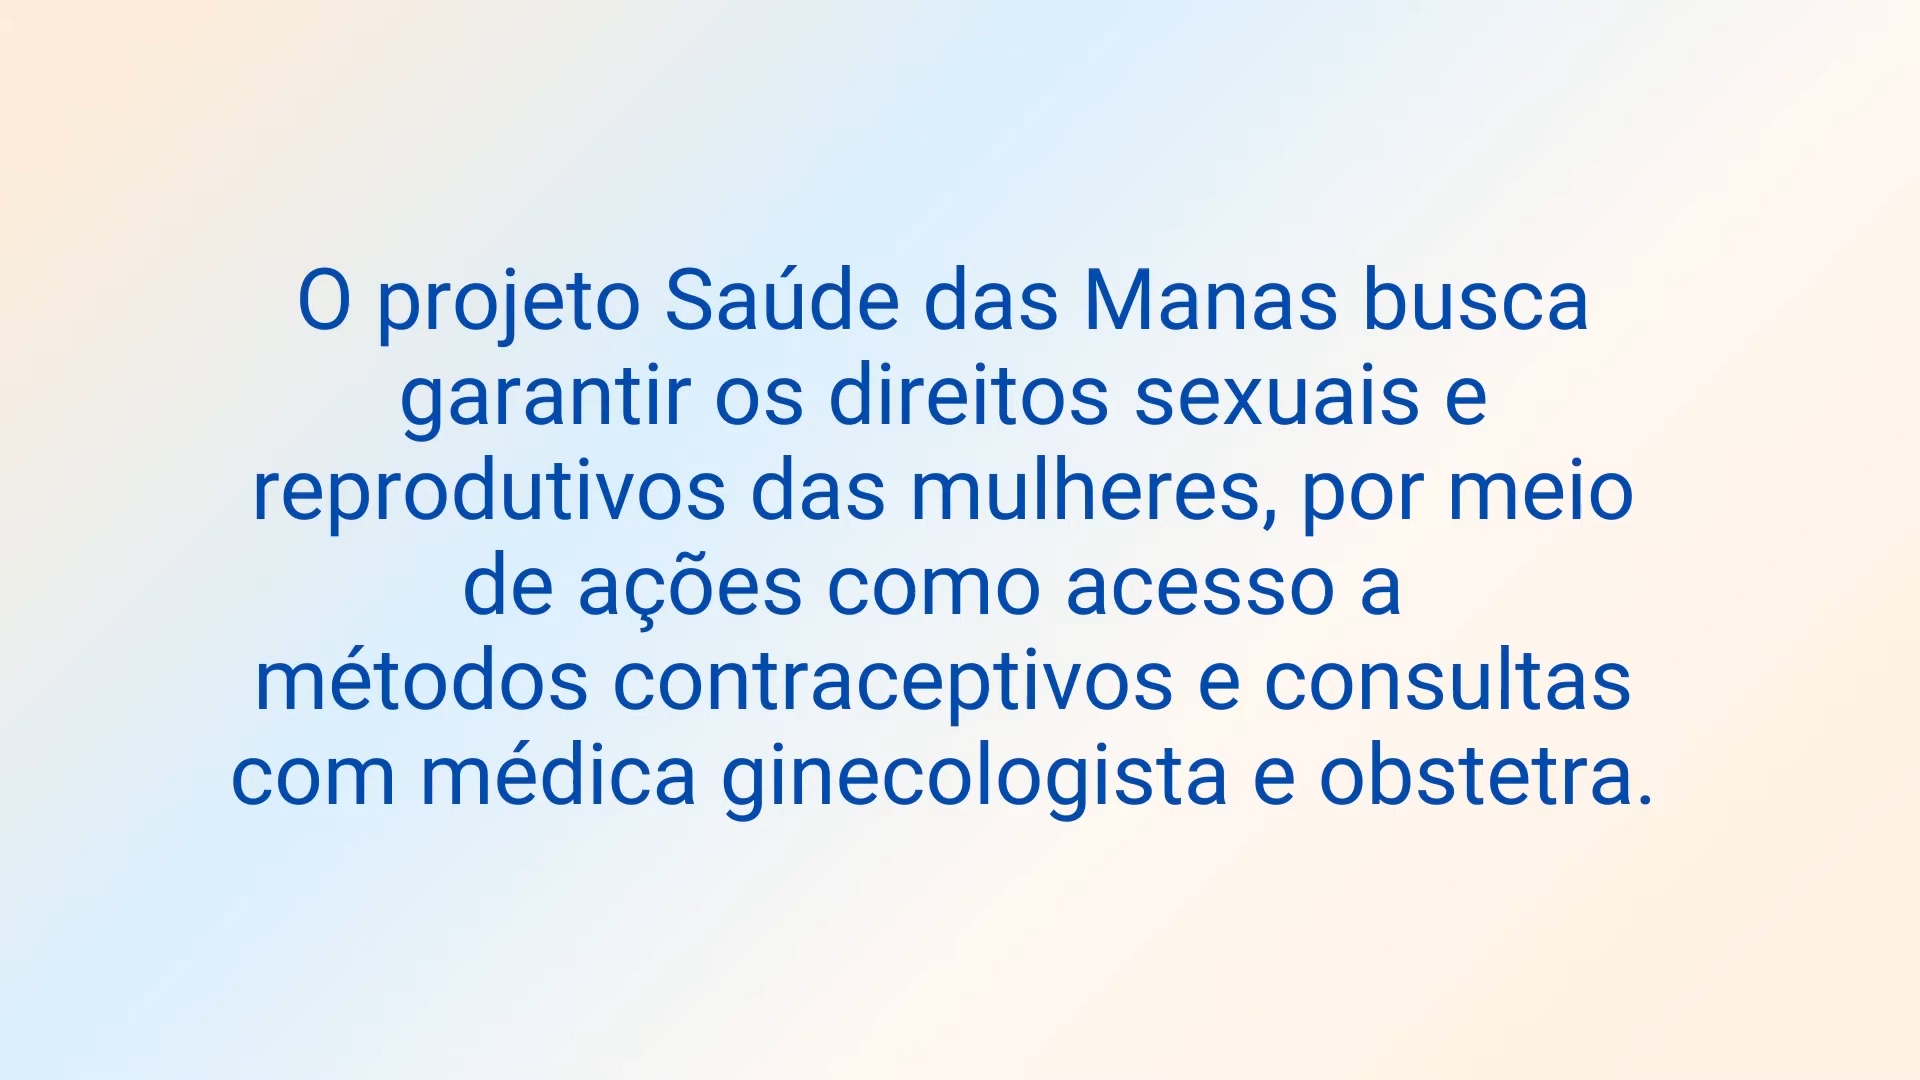 O projeto Saúde das Manas busca
garantir os direitos sexuais e
reprodutivos das mulheres, por meio
de ações como acesso a
métodos contraceptivos e consultas
com médica ginecologista e obstetra.